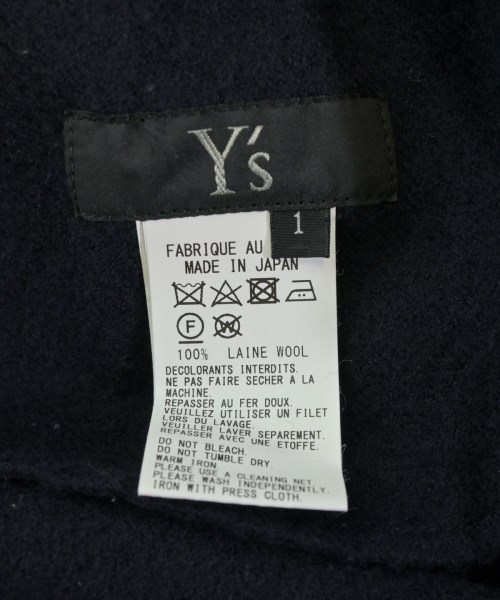 Y's
1
FABRIQUE AU
MADE IN JAPAN
F W
100% LAINE WOOL
DECOLORANTS INTERDITS.
NE PAS FAIRE SECHER A LA
MACHINE.
REPASSER AU FER DOUX.
VEUILLEZ UTILISER UN FILET
LORS DU LAVAGE.
VEUILLER LAVER SEPAREMENT.
REPASSER AVEC UNE ETOFFE.
DO NOT BLEACH.
DO NOT TUMBLE DRY.
WARM IRON.
PLEASE USE A CLEANING NET.
PLEASE WASH INDEPENDENTLY.
IRON WITH PRESS CLOTH.